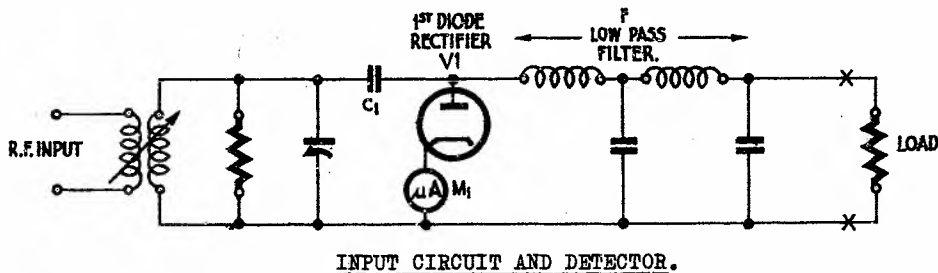 1ST DIODE
RECTIFIER
V1
F
LOW PASS
FILTER.
C1
R.F. INPUT
μA M1
LOAD
INPUT CIRCUIT AND DETECTOR.